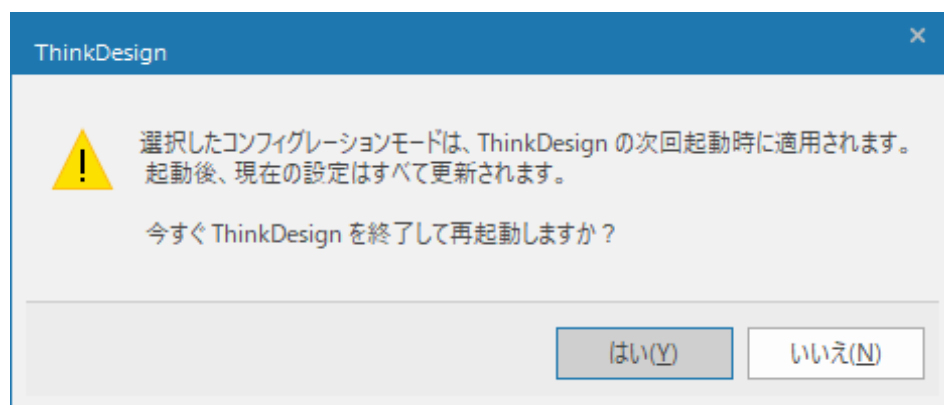 ThinkDesign
選択したコンフィグレーションモードは、ThinkDesign の次回起動時に適用されます。
起動後、現在の設定はすべて更新されます。
今すぐ ThinkDesign を終了して再起動しますか？
はい(Y)
いいえ(N)